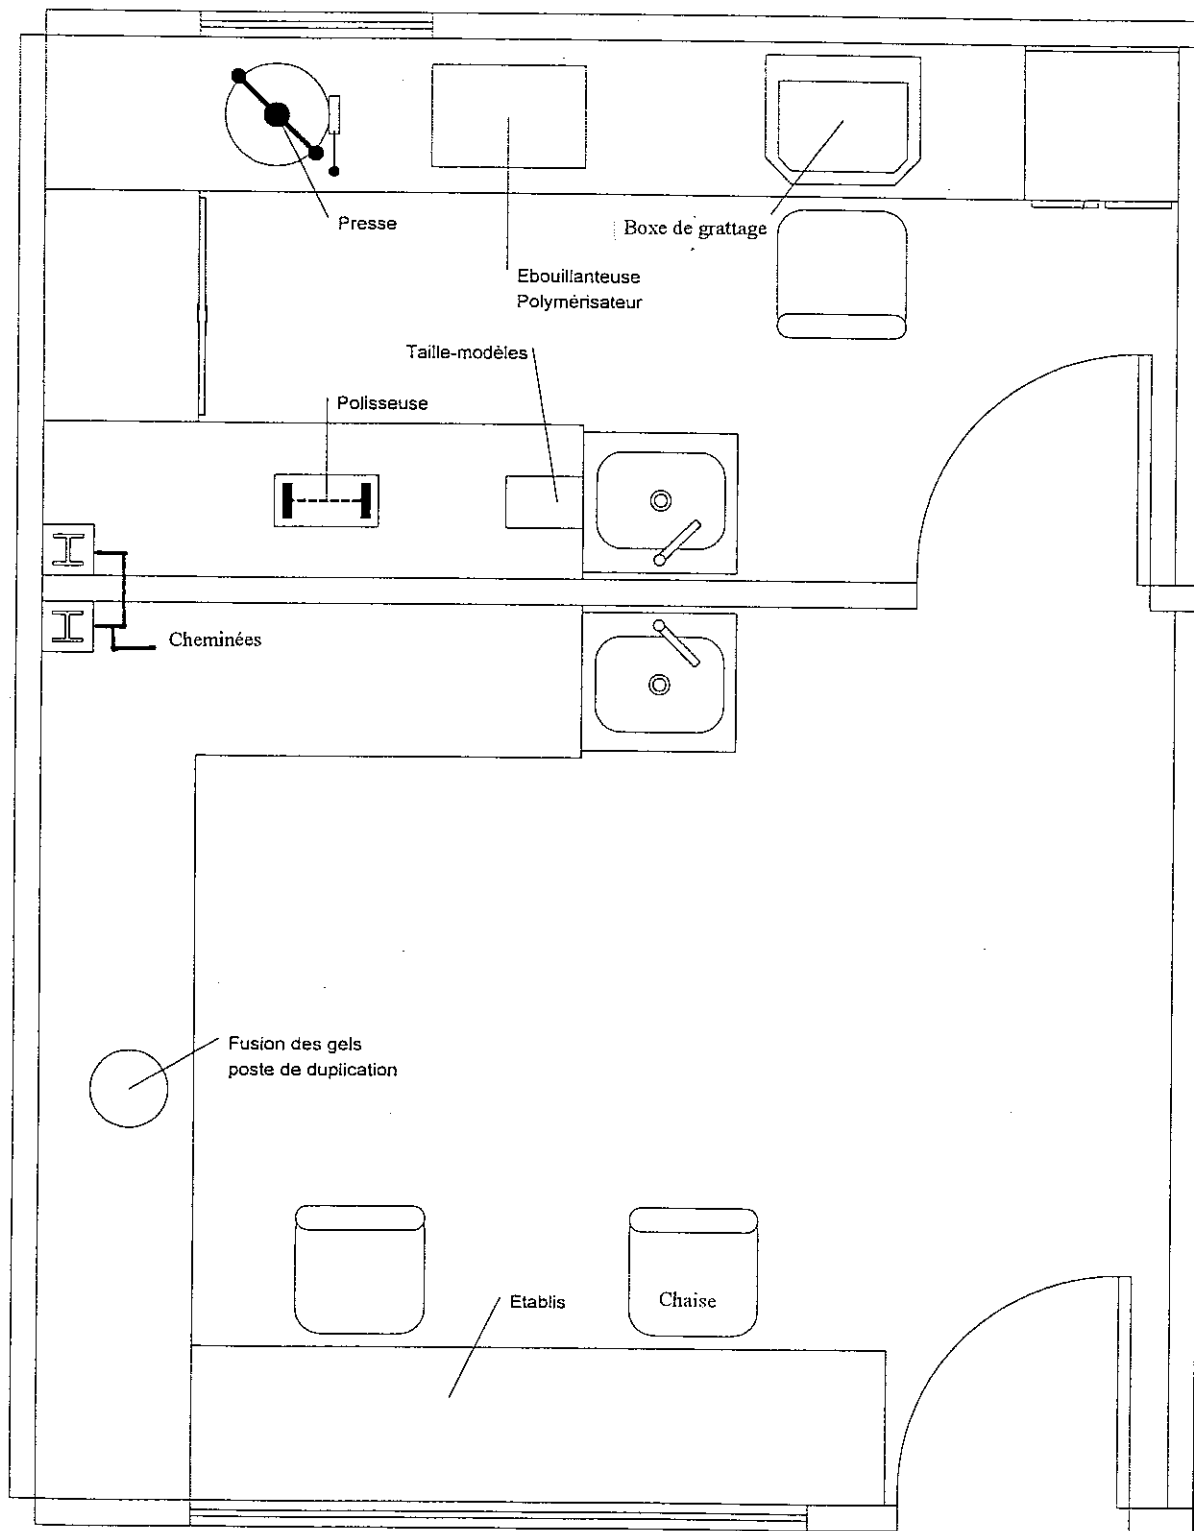 Presse
Boxe de grattage
Ebouillanteuse
Polymérisateur
Taille-modèles
Polisseuse
Cheminées
Fusion des gels
poste de duplication
Etablis
Chaise